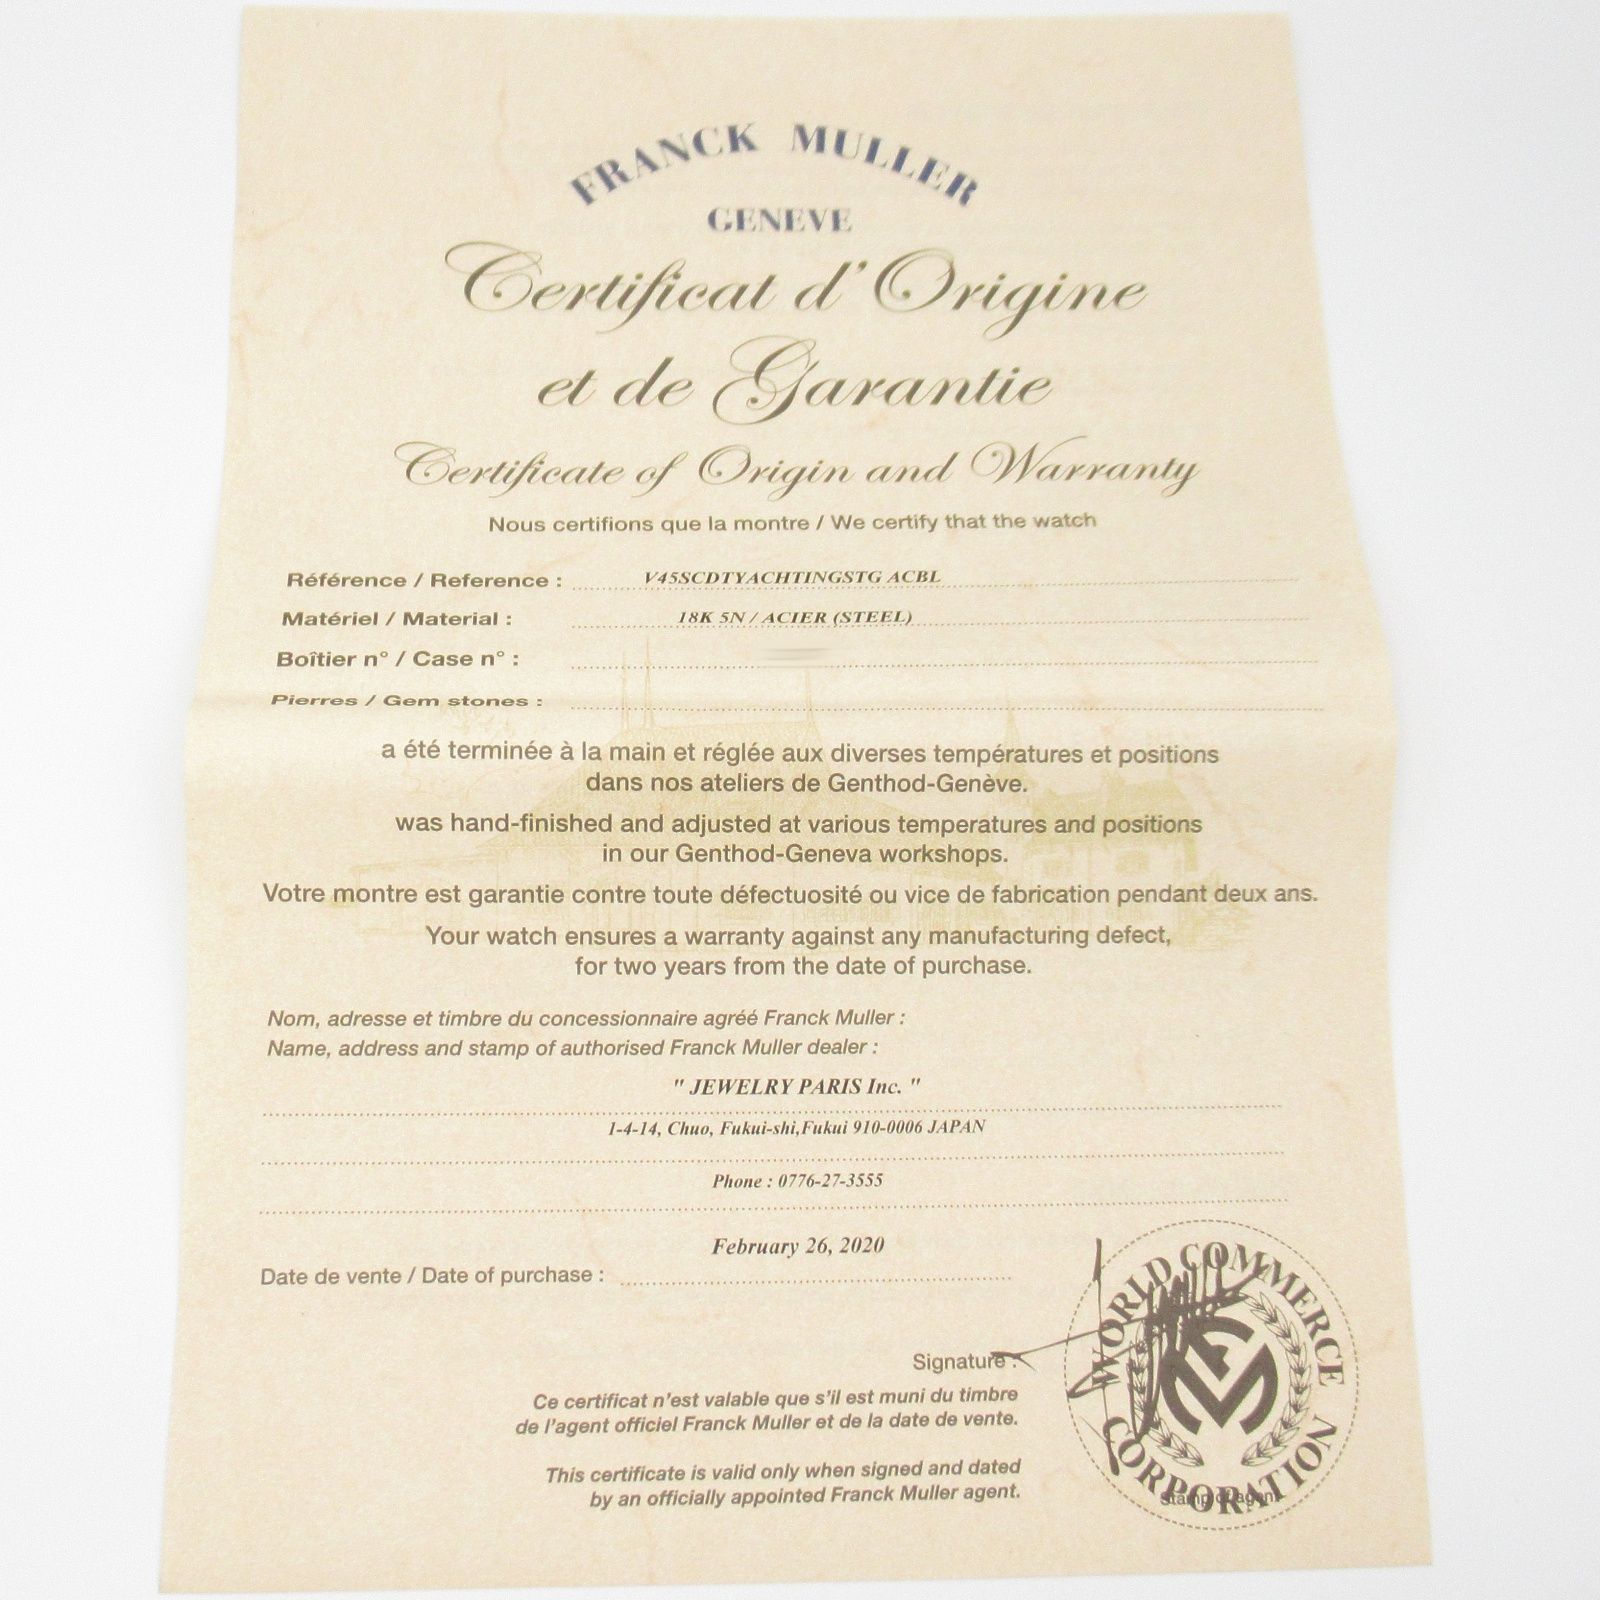 FRANCK MULLER
GENEVE
Certificat d'Origine
et de Garantie
Certificate of Origin and Warranty
Nous certifions que la montre / We certify that the watch
Référence / Reference : V45SCDTYACHTINGSTG ACBL
Matériel / Material : 18K 5N / ACIER (STEEL)
Boîtier n° / Case n° :
Pierres / Gem stones :
a été terminée à la main et réglée aux diverses températures et positions
dans nos ateliers de Genthod-Genève.
was hand-finished and adjusted at various temperatures and positions
in our Genthod-Geneva workshops.
Votre montre est garantie contre toute défectuosité ou vice de fabrication pendant deux ans.
Your watch ensures a warranty against any manufacturing defect,
for two years from the date of purchase.
Nom, adresse et timbre du concessionnaire agréé Franck Muller :
Name, address and stamp of authorised Franck Muller dealer :
" JEWELRY PARIS Inc. "
1-4-14, Chuo, Fukui-shi,Fukui 910-0006 JAPAN
Phone : 0776-27-3555
February 26, 2020
Date de vente / Date of purchase :
Signature :
Ce certificat n'est valable que s'il est muni du timbre
de l'agent officiel Franck Muller et de la date de vente.
This certificate is valid only when signed and dated
by an officially appointed Franck Muller agent.
WORLD COMMERCE
CORPORATION
Stamp of agent